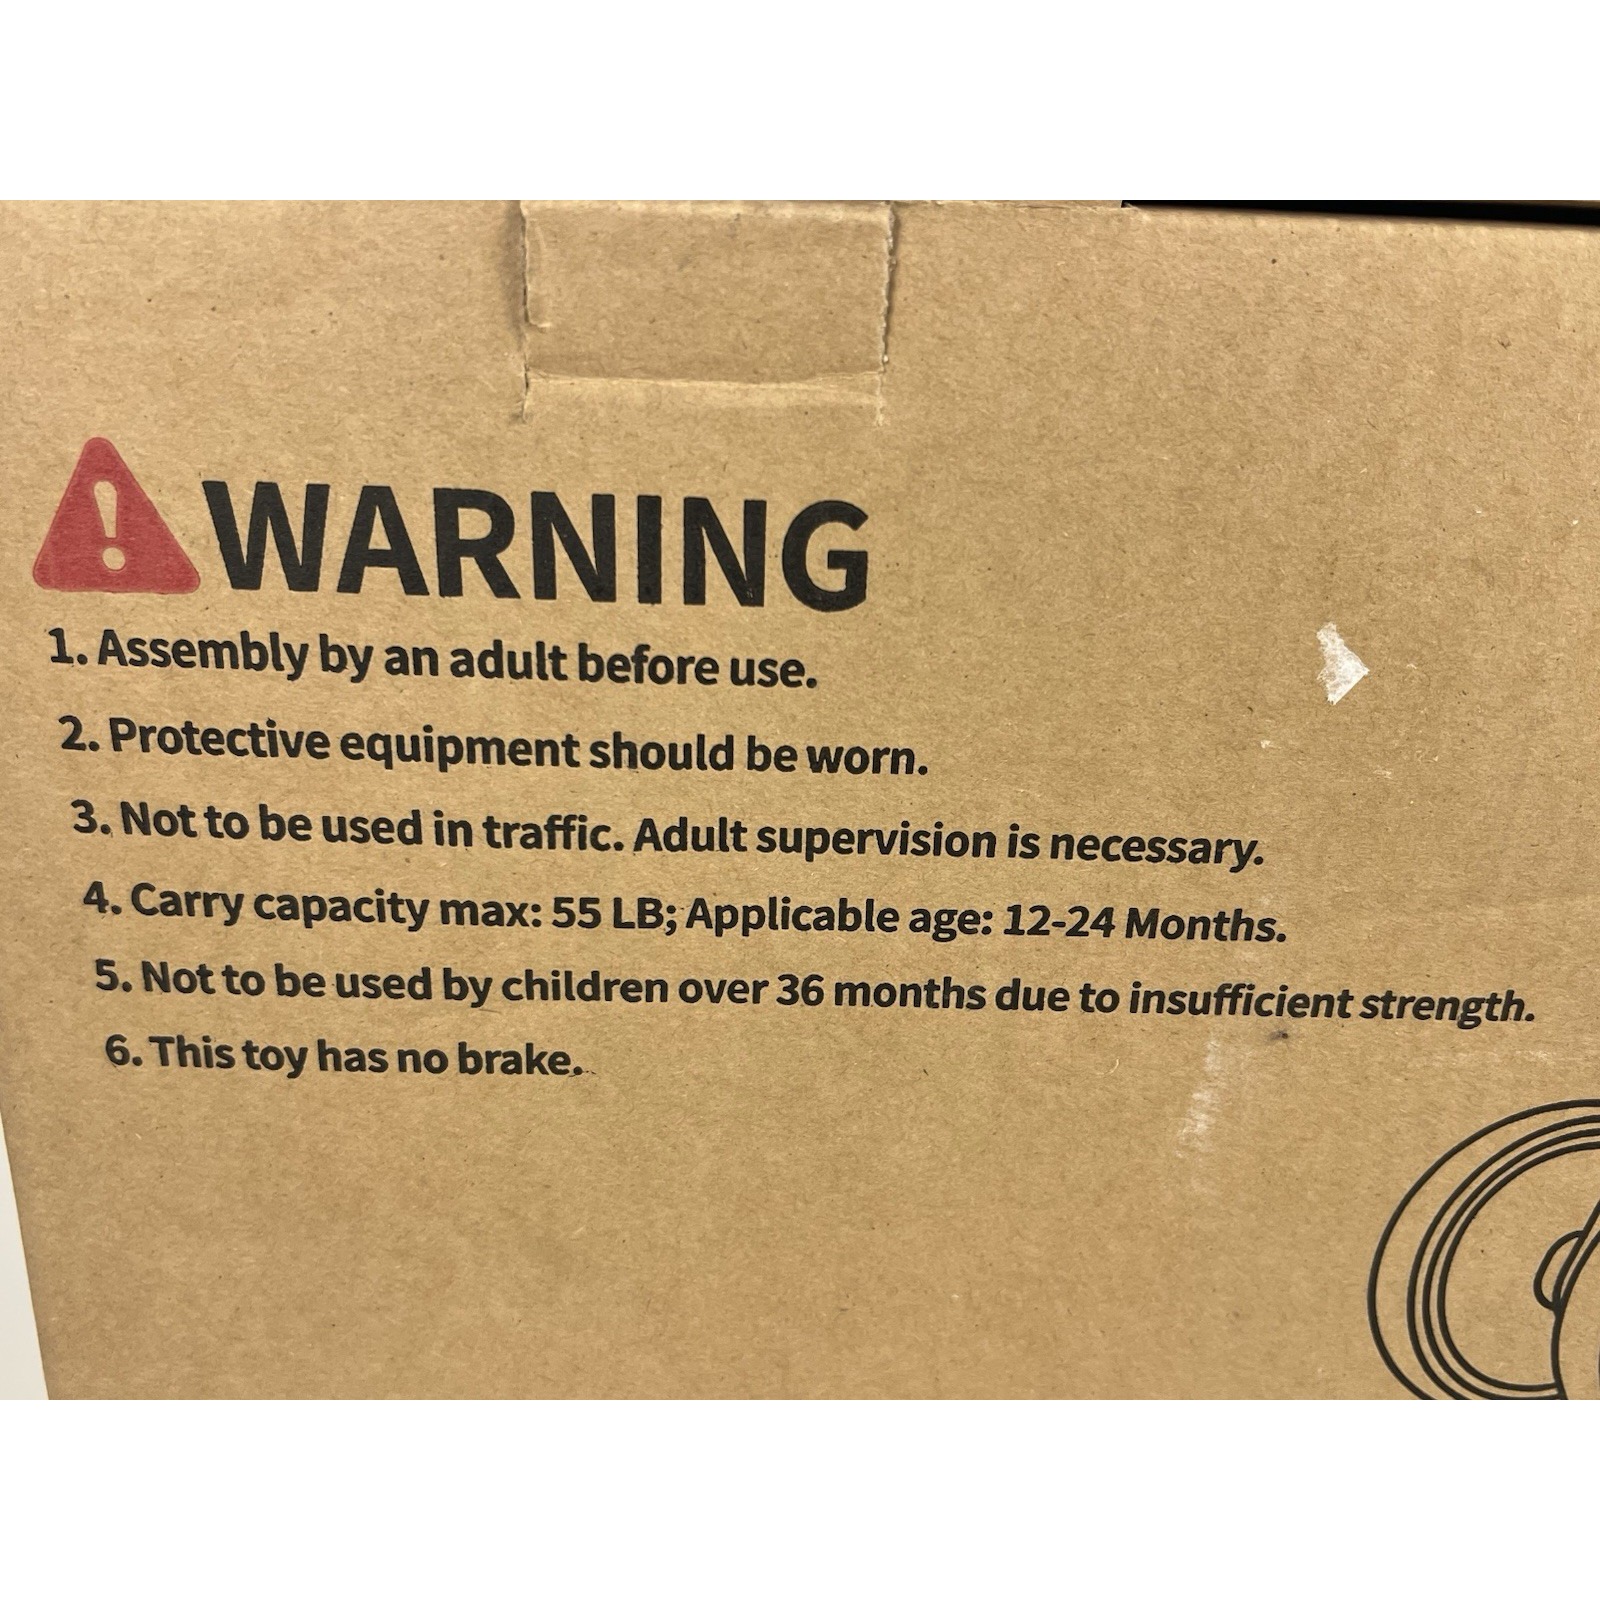 WARNING
1. Assembly by an adult before use.
2. Protective equipment should be worn.
3. Not to be used in traffic. Adult supervision is necessary.
4. Carry capacity max: 55 LB; Applicable age: 12-24 Months.
5. Not to be used by children over 36 months due to insufficient strength.
6. This toy has no brake.